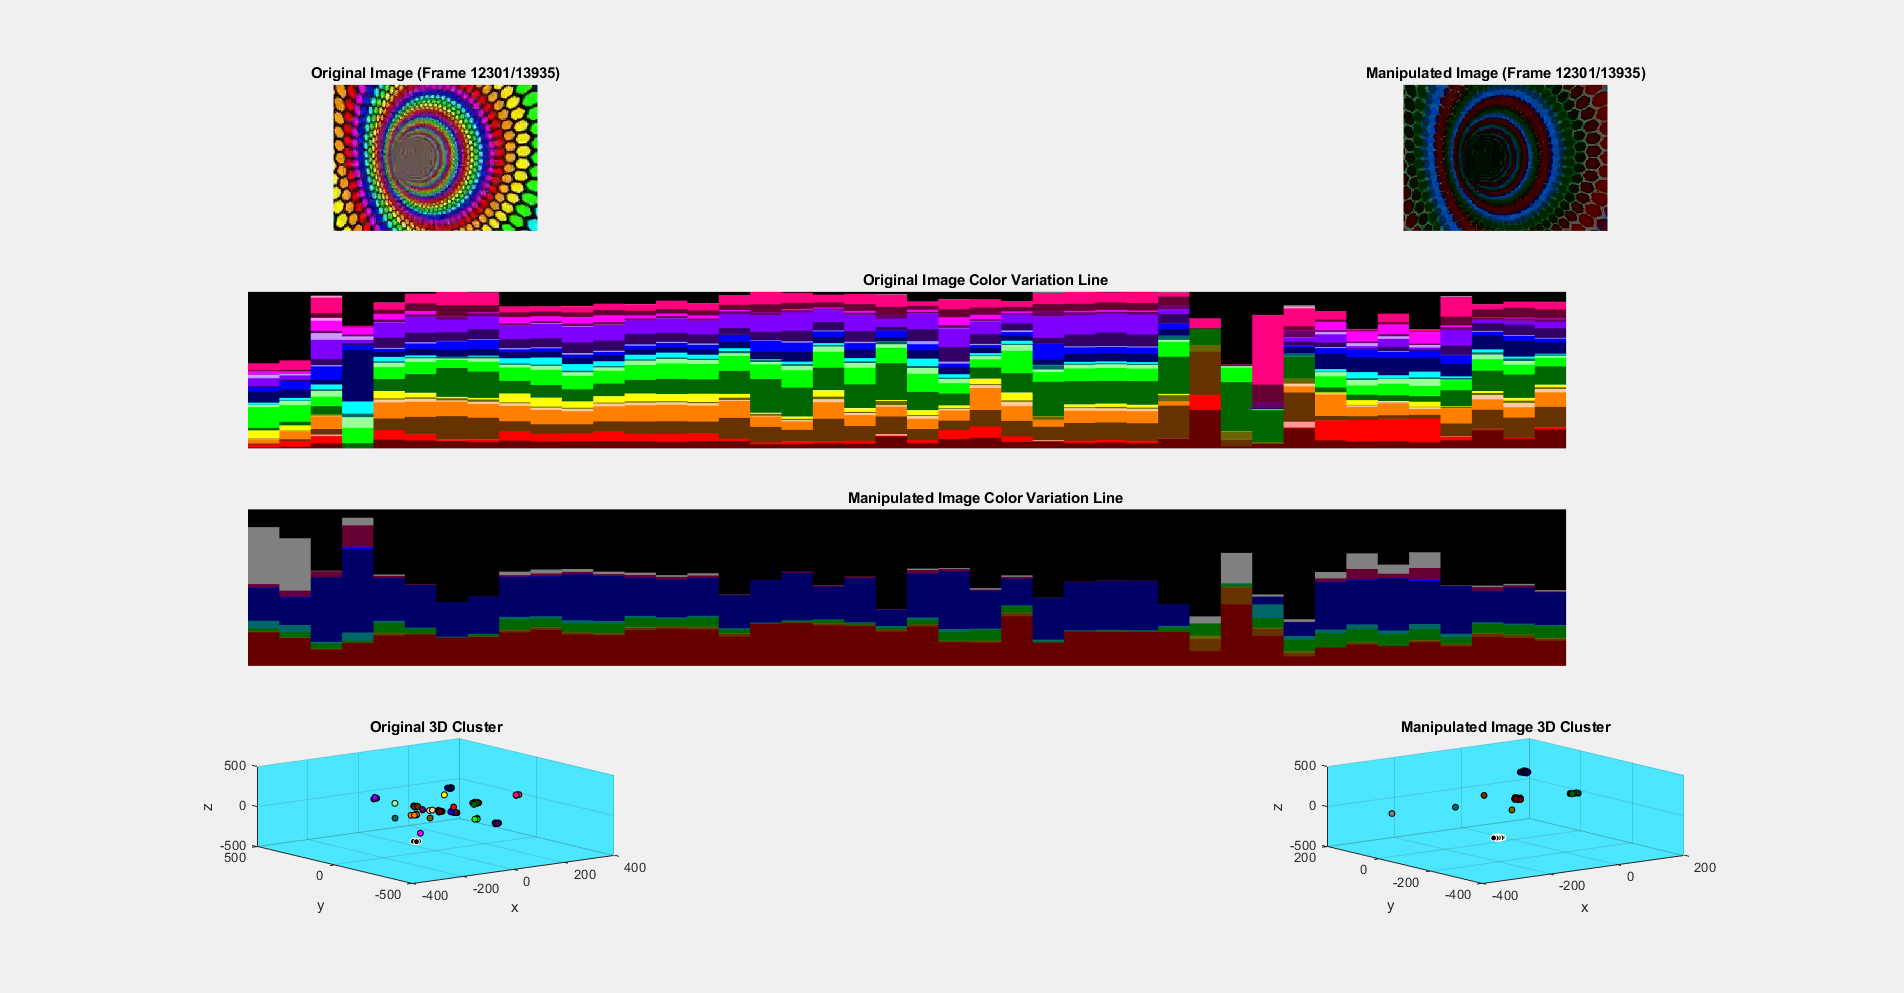 Original Image (Frame 12301/13935)
Manipulated Image (Frame 12301/13935)
Original Image Color Variation Line
Manipulated Image Color Variation Line
Original 3D Cluster
500
0
-500
z
500
0
-500
y
-400
-200
0
200
400
x
Manipulated Image 3D Cluster
500
0
-500
z
200
0
-200
-400
y
-400
-200
0
200
x